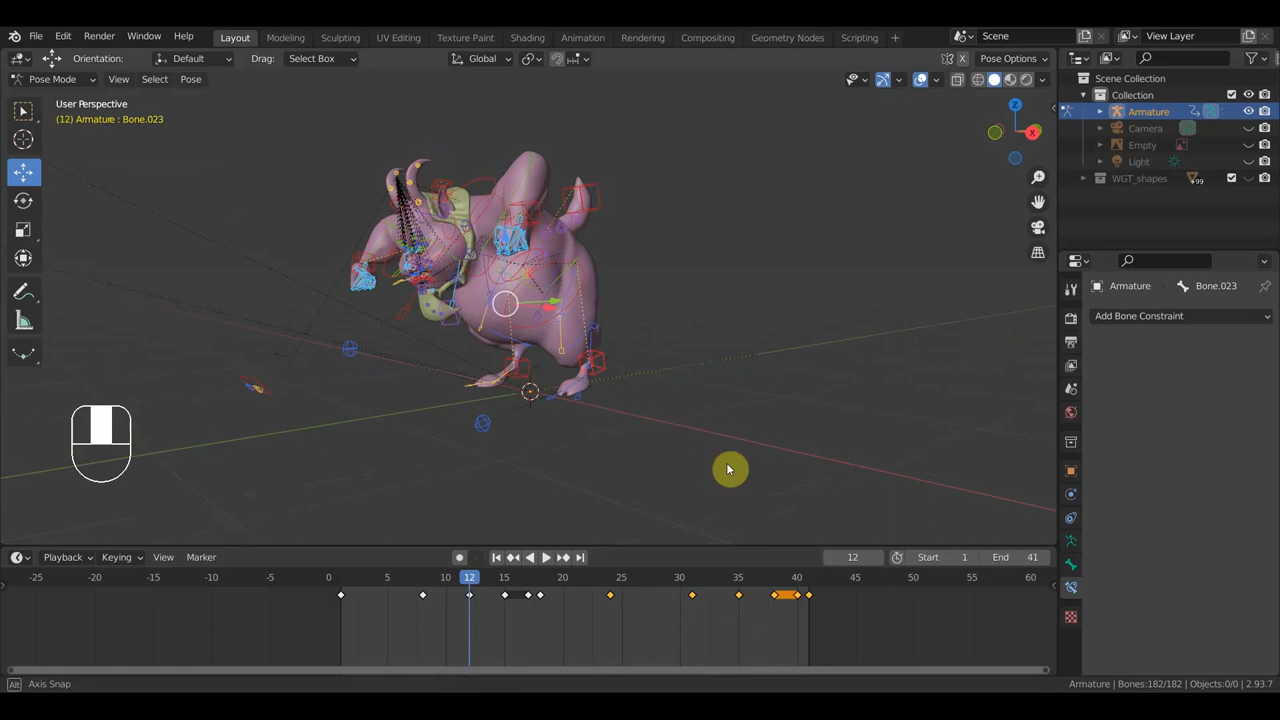 File Edit Render Window Help Layout Modeling Sculpting UV Editing Texture Paint Shading Animation Rendering Compositing Geometry Nodes Scripting + Scene View Layer
Orientation: Default Drag: Select Box Global X Pose Options
Pose Mode View Select Pose
Scene Collection
Collection
Armature
Camera
Empty
Light
WGT_shapes 99
User Perspective
(12) Armature : Bone.023
Z
X
Armature Bone.023
Add Bone Constraint
Playback Keying View Marker 12 Start 1 End 41
-25 -20 -15 -10 -5 0 5 10 12 15 20 25 30 35 40 45 50 55 60
Alt Axis Snap Armature | Bones:182/182 | Objects:0/0 | 2.93.7